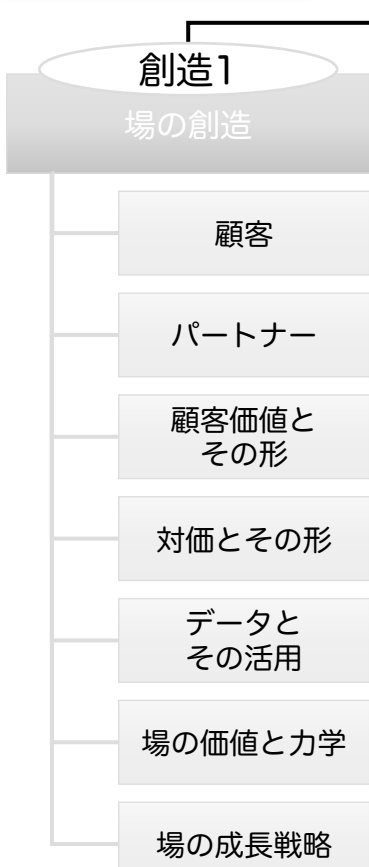 創造1
場の創造
顧客
パートナー
顧客価値と
その形
対価とその形
データと
その活用
場の価値と力学
場の成長戦略